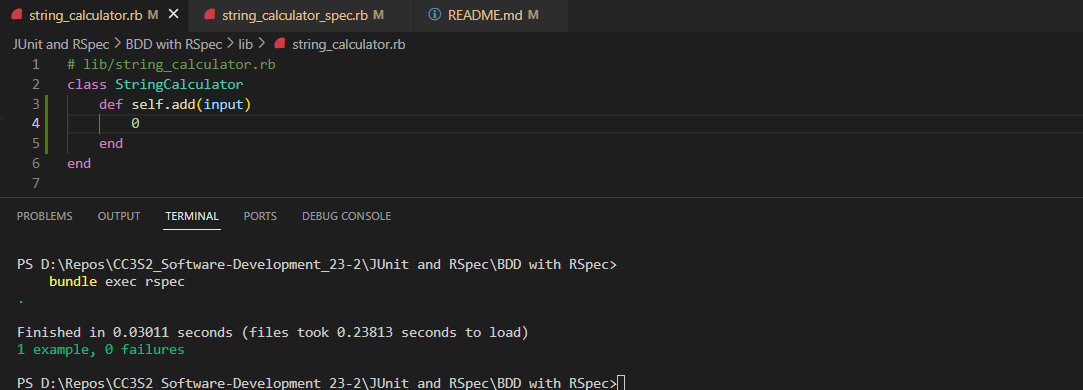 string_calculator.rb M
string_calculator_spec.rb M
README.md M
JUnit and RSpec > BDD with RSpec > lib > string_calculator.rb
1 # lib/string_calculator.rb
2 class StringCalculator
3     def self.add(input)
4         0
5     end
6 end
7
PROBLEMS OUTPUT TERMINAL PORTS DEBUG CONSOLE
PS D:\Repos\CC3S2_Software-Development_23-2\JUnit and RSpec\BDD with RSpec>
    bundle exec rspec
.
Finished in 0.03011 seconds (files took 0.23813 seconds to load)
1 example, 0 failures
PS D:\Repos\CC3S2_Software-Development_23-2\JUnit and RSpec\BDD with RSpec>